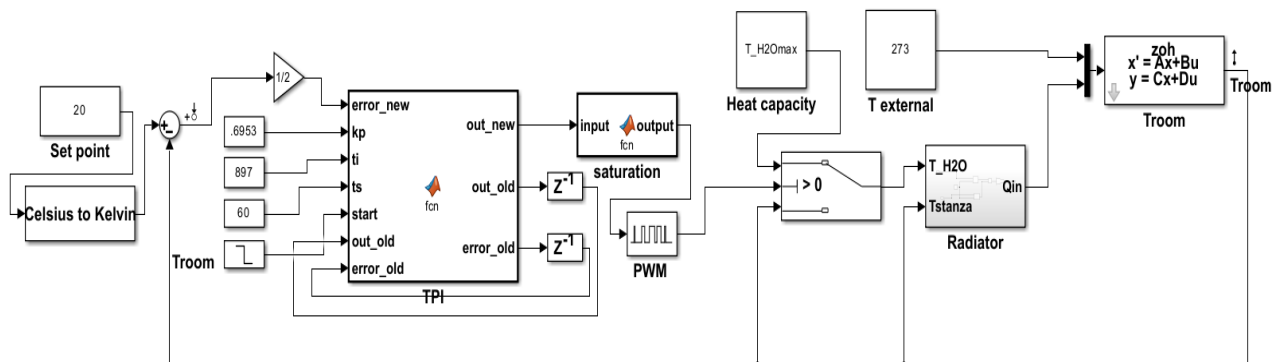 20
Set point
Celsius to Kelvin
+
-
+
1/2
.6953
897
60
Troom
error_new
kp
ti
ts
start
out_old
error_old
out_new
out_old
error_old
fcn
TPI
Z-1
Z-1
input
output
fcn
saturation
PWM
T_H2Omax
Heat capacity
273
T external
> 0
T_H2O
Tstanza
Qin
Radiator
zoh
x' = Ax+Bu
y = Cx+Du
Troom
Troom